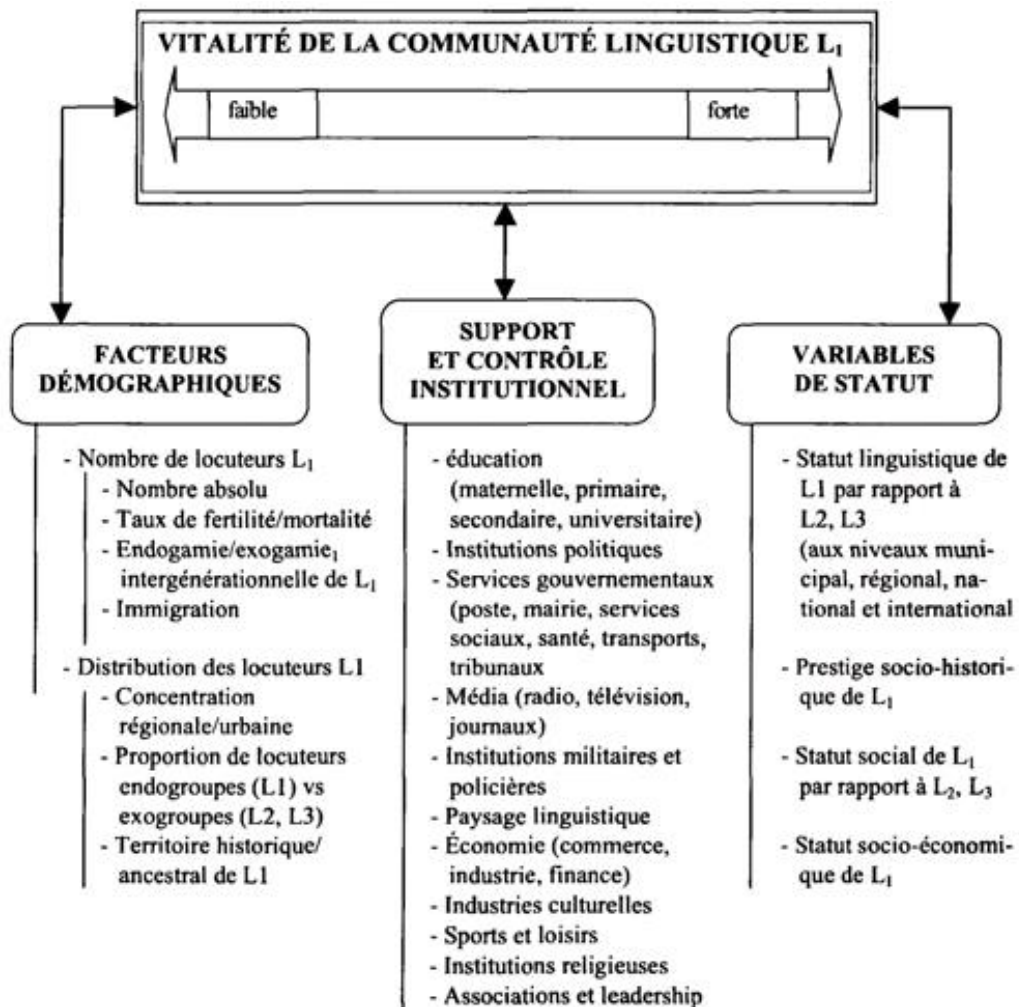 VITALITÉ DE LA COMMUNAUTÉ LINGUISTIQUE L₁
faible
forte
FACTEURS
DÉMOGRAPHIQUES
- Nombre de locuteurs L₁
- Nombre absolu
- Taux de fertilité/mortalité
- Endogamie/exogamie₁
intergénérationnelle de L₁
- Immigration
- Distribution des locuteurs L1
- Concentration
régionale/urbaine
- Proportion de locuteurs
endogroupes (L1) vs
exogroupes (L2, L3)
- Territoire historique/
ancestral de L1
SUPPORT
ET CONTRÔLE
INSTITUTIONNEL
- éducation
(maternelle, primaire,
secondaire, universitaire)
- Institutions politiques
- Services gouvernementaux
(poste, mairie, services
sociaux, santé, transports,
tribunaux
- Média (radio, télévision,
journaux)
- Institutions militaires et
policières
- Paysage linguistique
- Économie (commerce,
industrie, finance)
- Industries culturelles
- Sports et loisirs
- Institutions religieuses
- Associations et leadership
VARIABLES
DE STATUT
- Statut linguistique de
L1 par rapport à
L2, L3
(aux niveaux muni-
cipal, régional, na-
tional et international
- Prestige socio-histori-
que de L₁
- Statut social de L₁
par rapport à L₂, L₃
- Statut socio-économi-
que de L₁